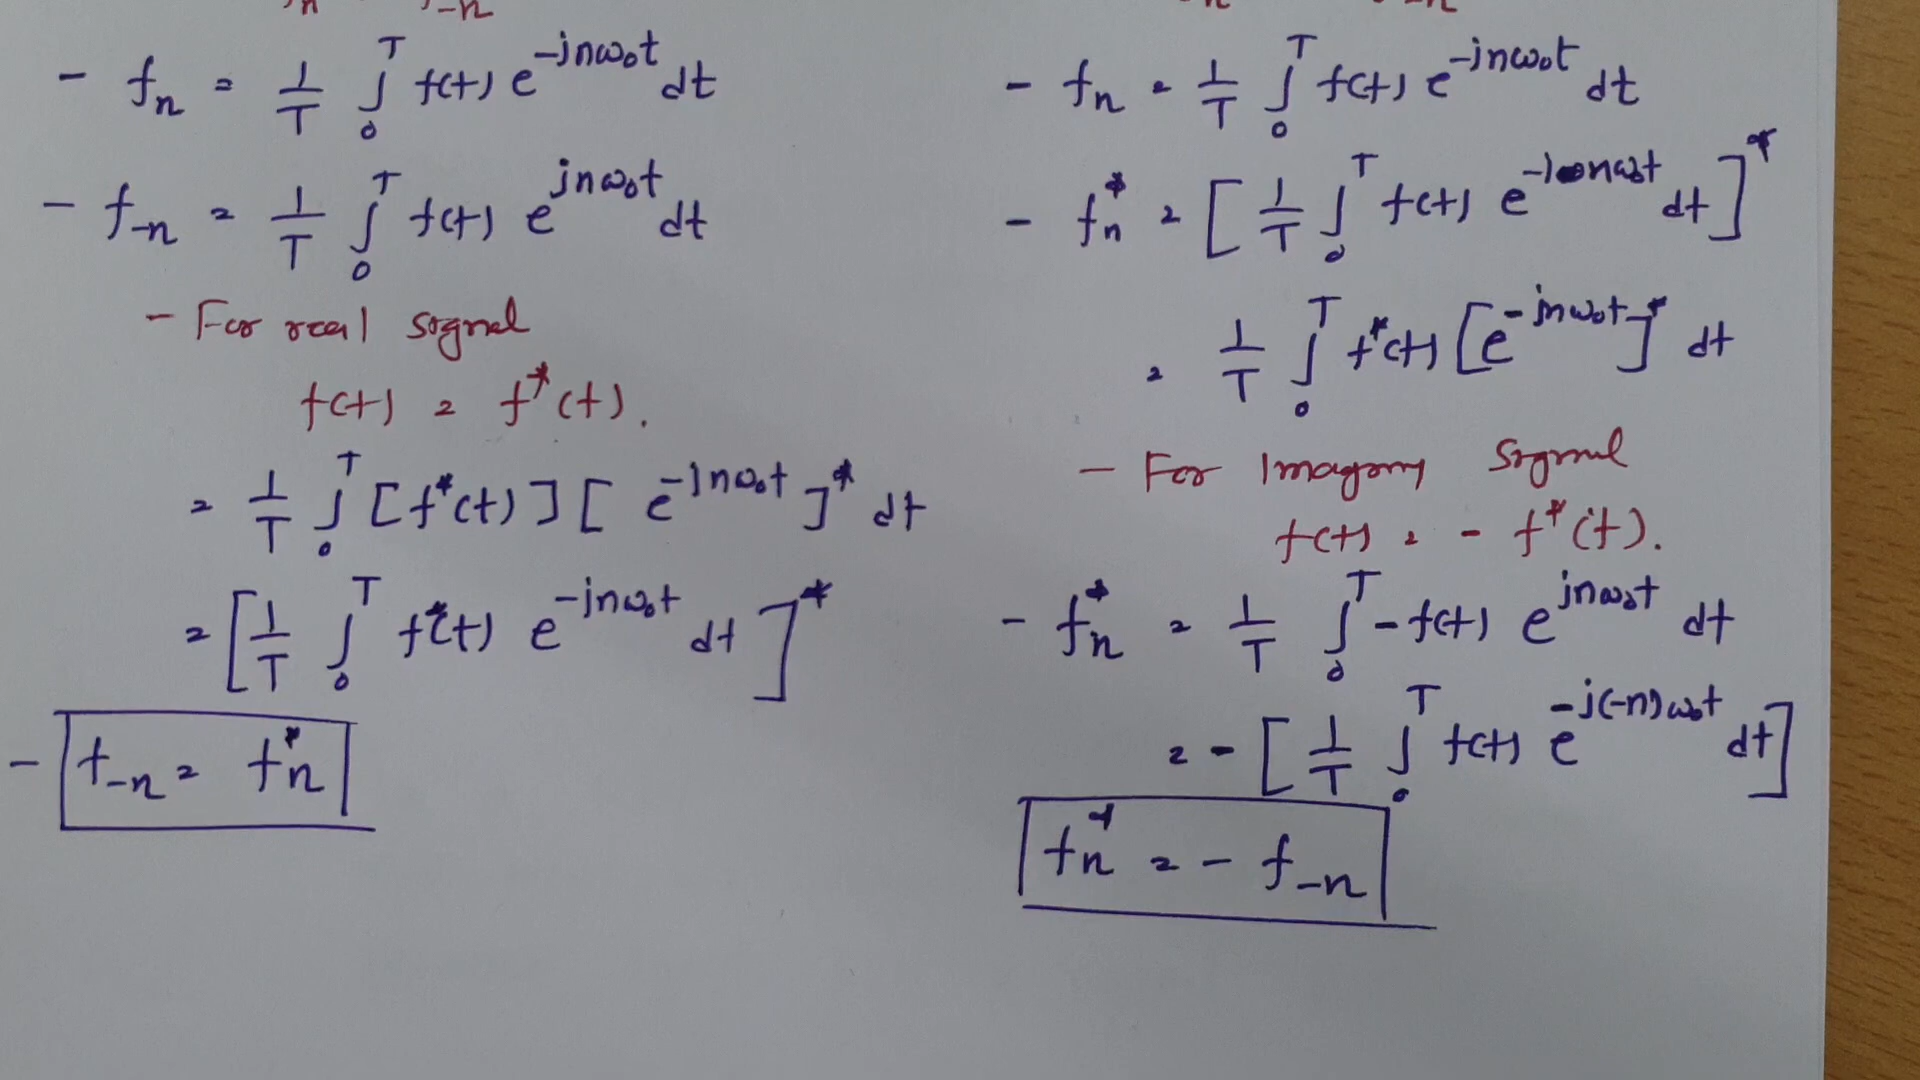 n -n
n -n
- fn = 1/T ∫₀ᵀ f(t) e^{-jnω₀t} dt
- f-n = 1/T ∫₀ᵀ f(t) e^{jnω₀t} dt
- For real signal
f(t) = f*(t).
= 1/T ∫₀ᵀ [f*(t)] [e^{-jnω₀t}]* dt
= [1/T ∫₀ᵀ f*(t) e^{-jnω₀t} dt]*
- f-n = fn*
- fn = 1/T ∫₀ᵀ f(t) e^{-jnω₀t} dt
- fn* = [1/T ∫₀ᵀ f(t) e^{-jnω₀t} dt]*
= 1/T ∫₀ᵀ f*(t) [e^{-jnω₀t}]* dt
- For Imagany Signal
f(t) = - f*(t).
- fn* = 1/T ∫₀ᵀ -f(t) e^{jnω₀t} dt
= - [1/T ∫₀ᵀ f(t) e^{-j(-n)ω₀t} dt]
fn* = - f-n